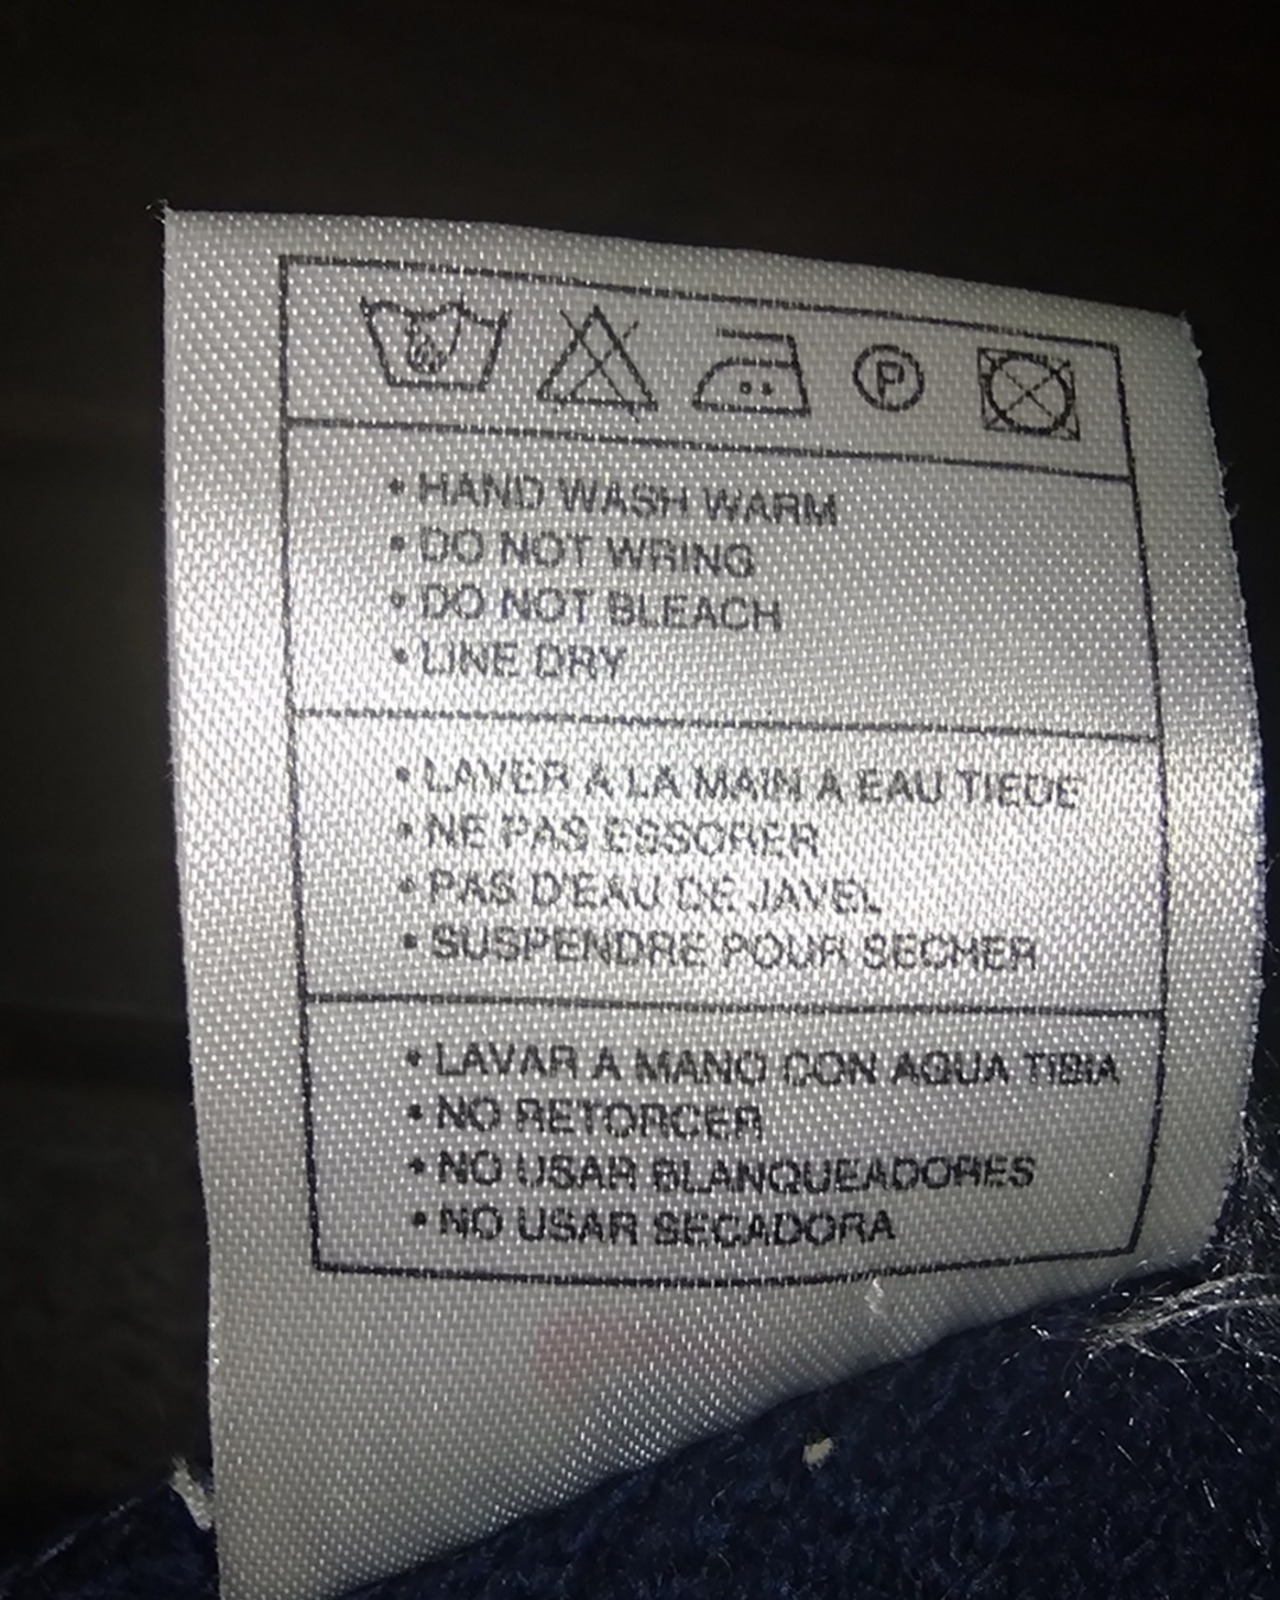 P
• HAND WASH WARM
• DO NOT WRING
• DO NOT BLEACH
• LINE DRY
• LAVER A LA MAIN A EAU TIEDE
• NE PAS ESSORER
• PAS D'EAU DE JAVEL
• SUSPENDRE POUR SECHER
• LAVAR A MANO CON AGUA TIBIA
• NO RETORCER
• NO USAR BLANQUEADORES
• NO USAR SECADORA